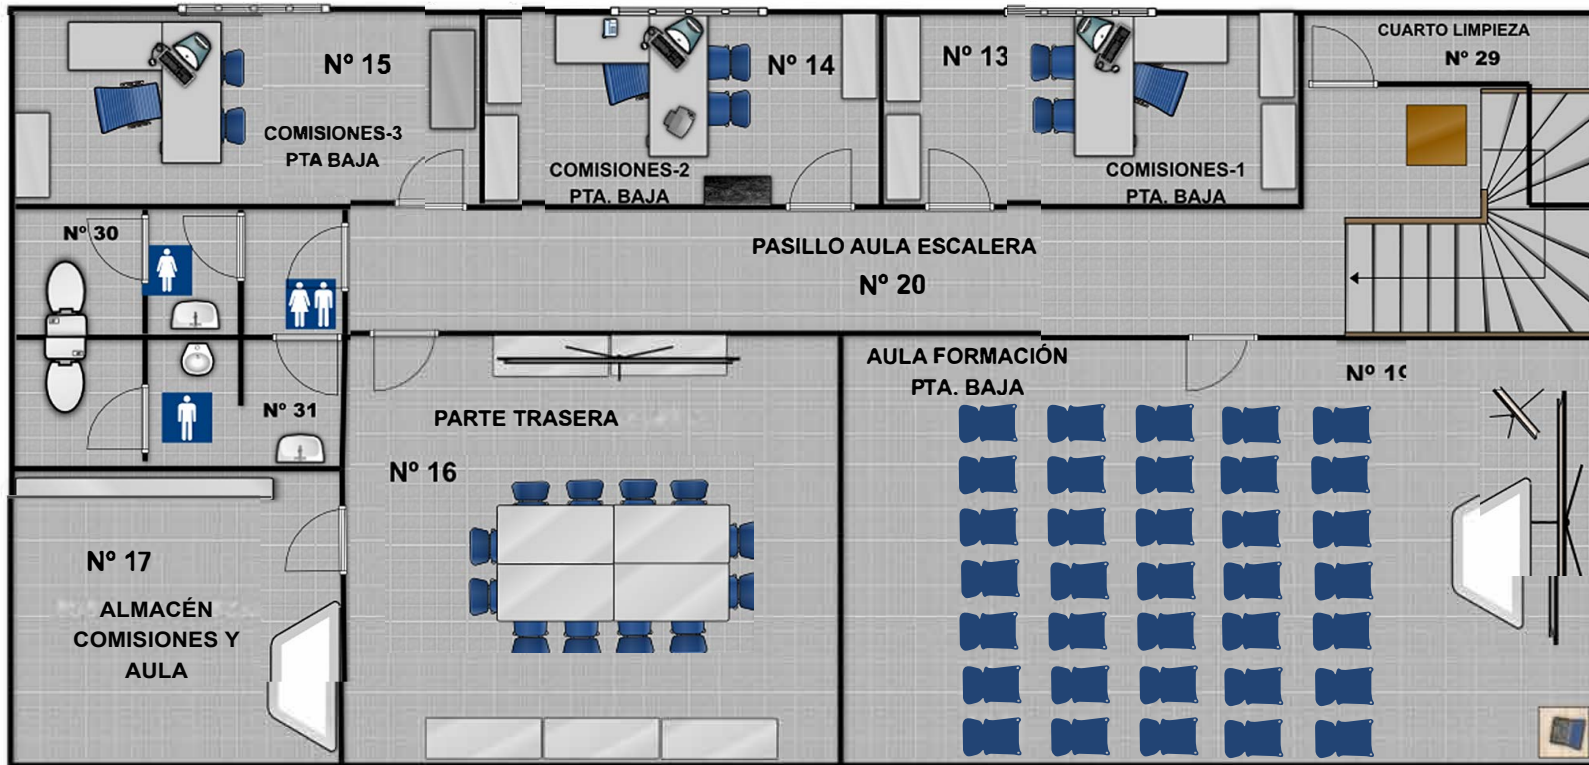 Nº 15
COMISIONES-3
PTA BAJA
Nº 14
COMISIONES-2
PTA. BAJA
Nº 13
COMISIONES-1
PTA. BAJA
CUARTO LIMPIEZA
Nº 29
Nº 30
PASILLO AULA ESCALERA
Nº 20
Nº 31
PARTE TRASERA
Nº 16
AULA FORMACIÓN
PTA. BAJA
Nº 19
Nº 17
ALMACÉN
COMISIONES Y
AULA